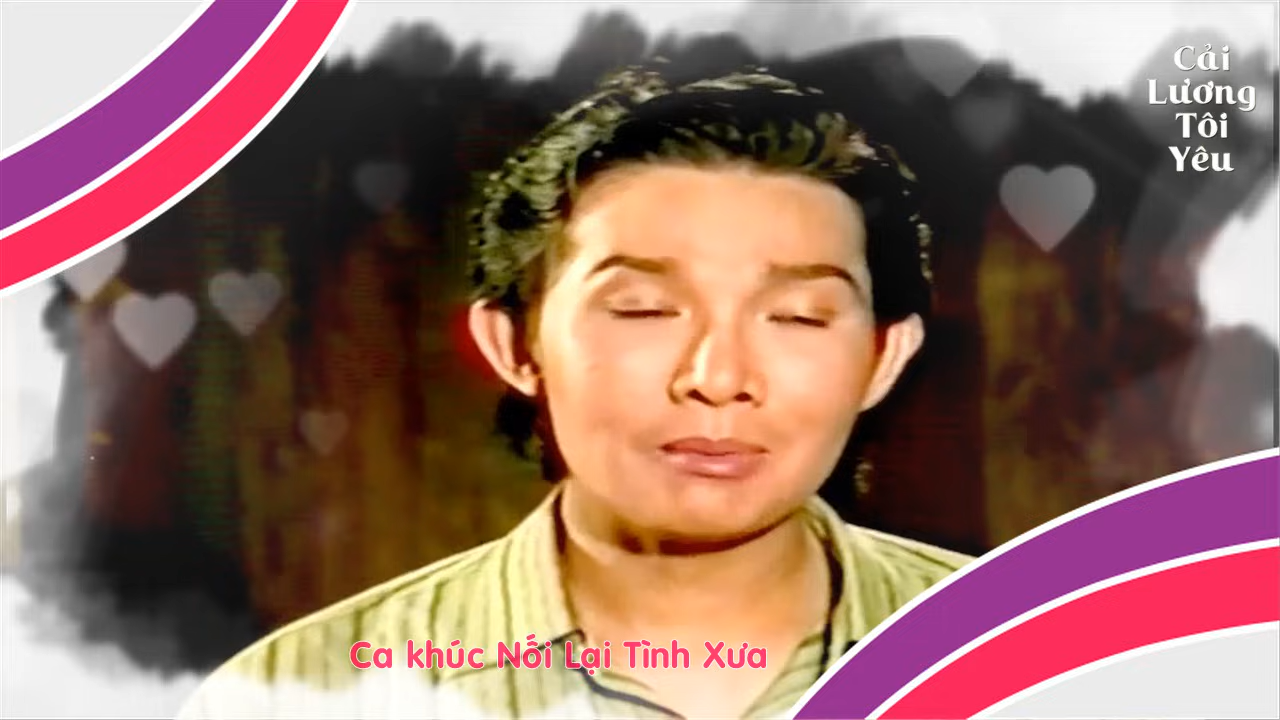 Cải
Lương
Tôi
Yêu
Ca khúc Nối Lại Tình Xưa